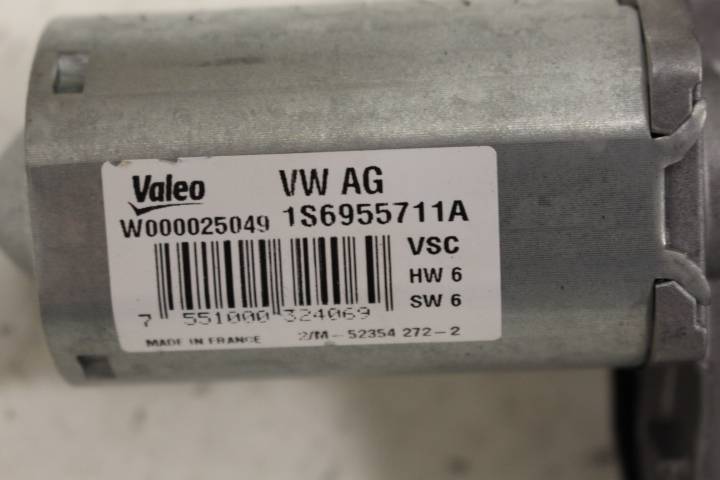 Valeo VW AG
W000025049 1S6955711A
VSC
HW 6
SW 6
7 551000 324069
MADE IN FRANCE 2/M-52354 272-2